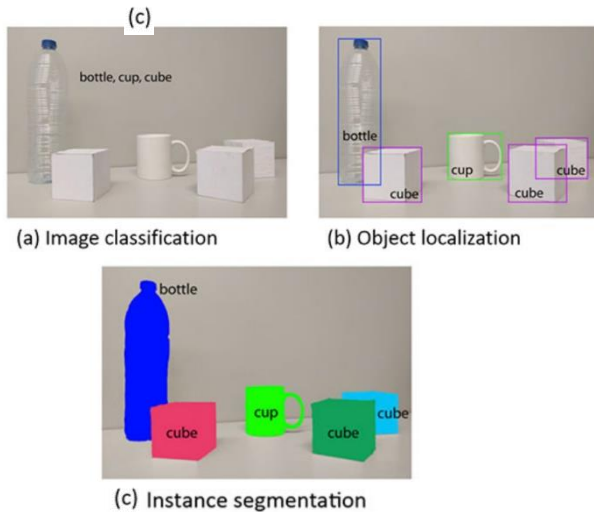 (c)
bottle, cup, cube
bottle
cube
cup
cube
cube
(a) Image classification
(b) Object localization
bottle
cube
cup
cube
cube
(c) Instance segmentation